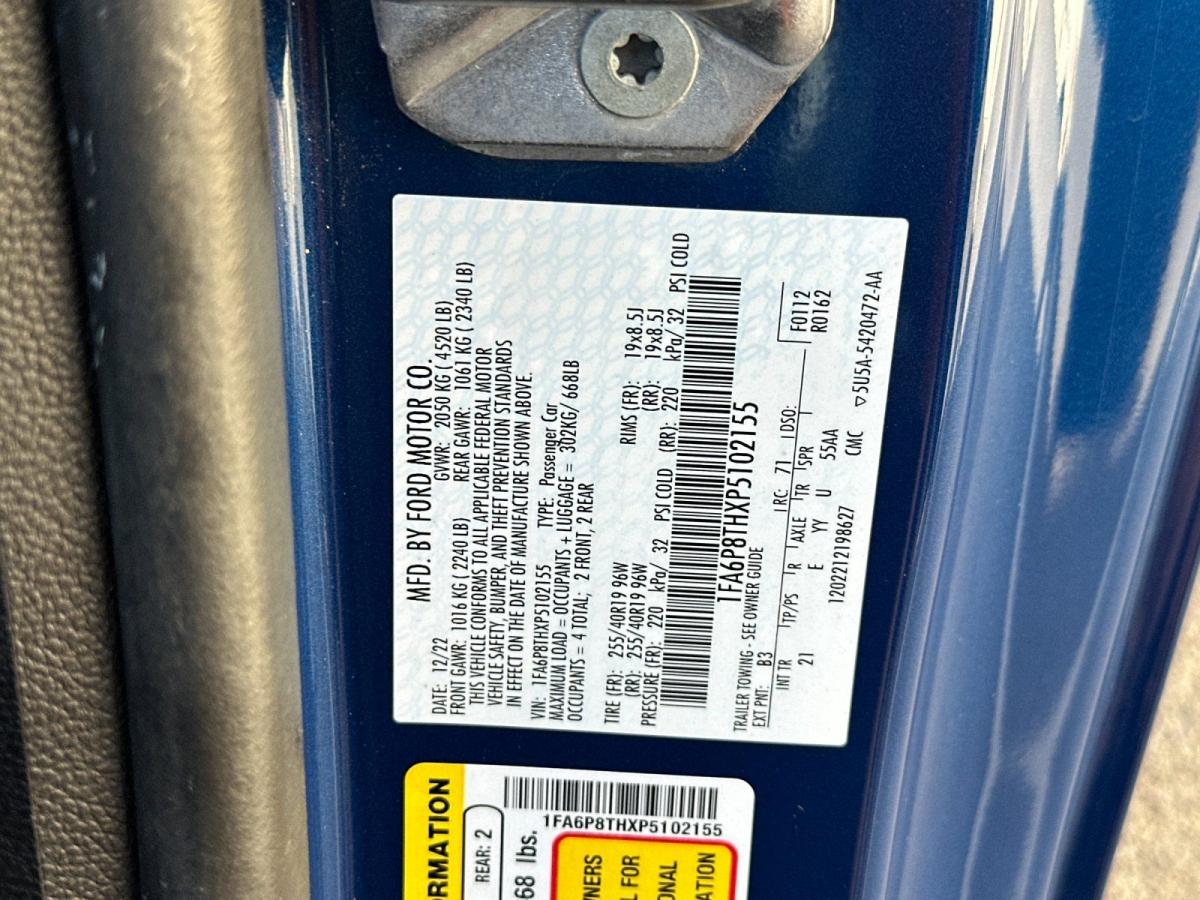 MFD. BY FORD MOTOR CO.
DATE: 12/22 GVWR: 2050 KG ( 4520 LB)
FRONT GAWR: 1016 KG ( 2240 LB) REAR GAWR: 1061 KG ( 2340 LB)
THIS VEHICLE CONFORMS TO ALL APPLICABLE FEDERAL MOTOR
VEHICLE SAFETY, BUMPER, AND THEFT PREVENTION STANDARDS
IN EFFECT ON THE DATE OF MANUFACTURE SHOWN ABOVE.
VIN: 1FA6P8THXP5102155 TYPE: Passenger Car
MAXIMUM LOAD = OCCUPANTS + LUGGAGE = 302KG/ 668LB
OCCUPANTS = 4 TOTAL; 2 FRONT, 2 REAR
TIRE (FR): 255/40R19 96W RIMS (FR): 19x8.5J
(RR): 255/40R19 96W (RR): 19x8.5J
PRESSURE (FR): 220 kPa/ 32 PSI COLD (RR): 220 kPa/ 32 PSI COLD
1FA6P8THXP5102155
TRAILER TOWING - SEE OWNER GUIDE
EXT PNT: B3 RC: 71 DSO: F0112
INT TR TP/PS R AXLE TR SPR R0162
21 E YY U 55AA
1202212198627 CMC 5U5A-5420472-AA
ORMATION
REAR: 2
68 lbs.
1FA6P8THXP5102155
WNERS
L FOR
ONAL
ATION